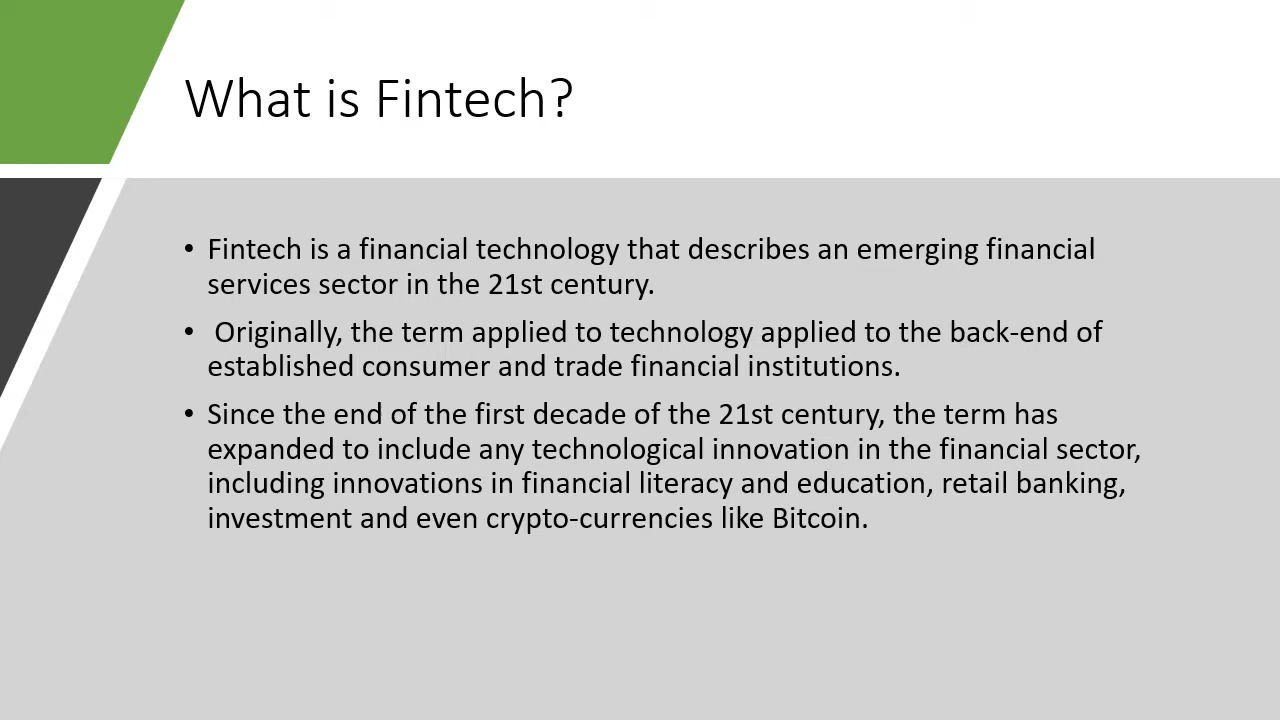 What is Fintech?
• Fintech is a financial technology that describes an emerging financial
services sector in the 21st century.
• Originally, the term applied to technology applied to the back-end of
established consumer and trade financial institutions.
• Since the end of the first decade of the 21st century, the term has
expanded to include any technological innovation in the financial sector,
including innovations in financial literacy and education, retail banking,
investment and even crypto-currencies like Bitcoin.